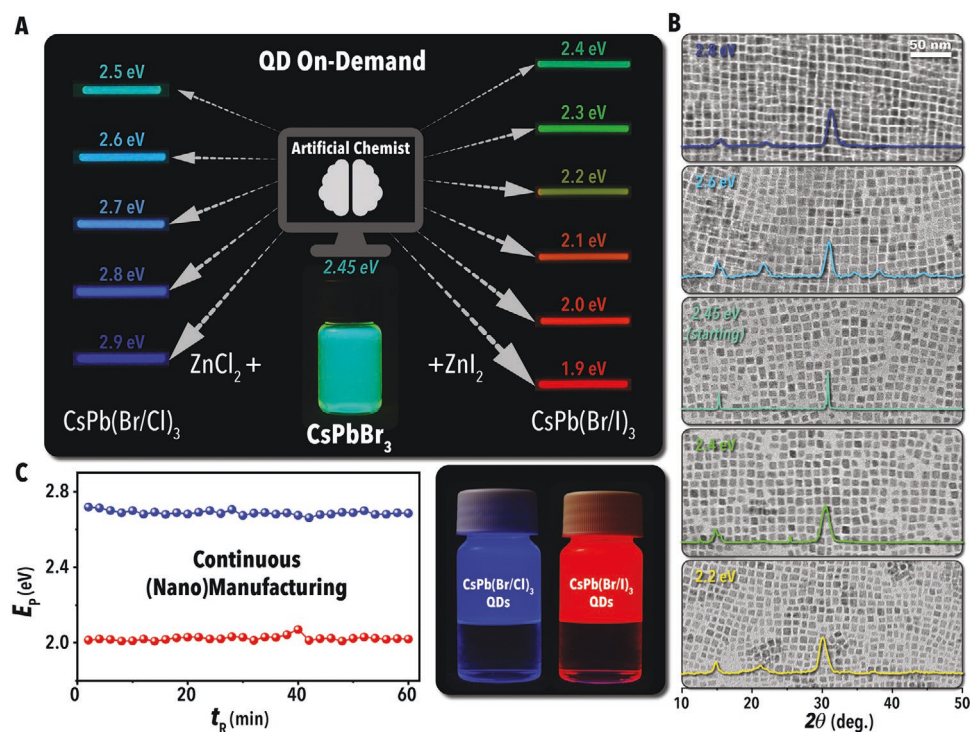 A
QD On-Demand
2.5 eV
2.6 eV
2.7 eV
2.8 eV
2.9 eV
Artificial Chemist
2.45 eV
2.4 eV
2.3 eV
2.2 eV
2.1 eV
2.0 eV
1.9 eV
ZnCl₂ +
+ZnI₂
CsPb(Br/Cl)₃
CsPbBr₃
CsPb(Br/I)₃
B
50 nm
2.8 eV
2.6 eV
2.45 eV
(starting)
2.4 eV
2.2 eV
10 20 30 40 50
2θ (deg.)
C
2.8
2.4
2.0
Eₚ (eV)
Continuous
(Nano)Manufacturing
0 20 40 60
t_R (min)
CsPb(Br/Cl)₃
QDs
CsPb(Br/I)₃
QDs